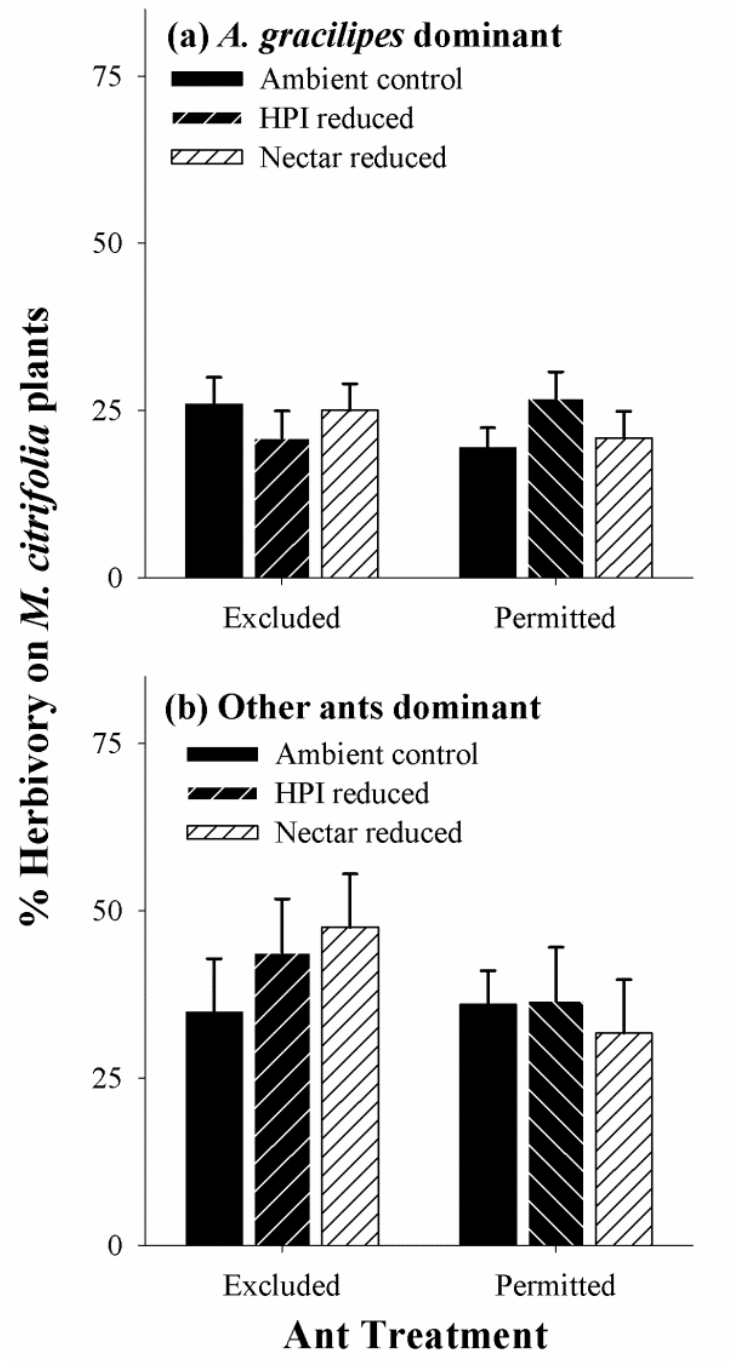 (a) A. gracilipes dominant
Ambient control
HPI reduced
Nectar reduced
75
50
25
0
Excluded Permitted
% Herbivory on M. citrifolia plants
(b) Other ants dominant
Ambient control
HPI reduced
Nectar reduced
75
50
25
0
Excluded Permitted
Ant Treatment